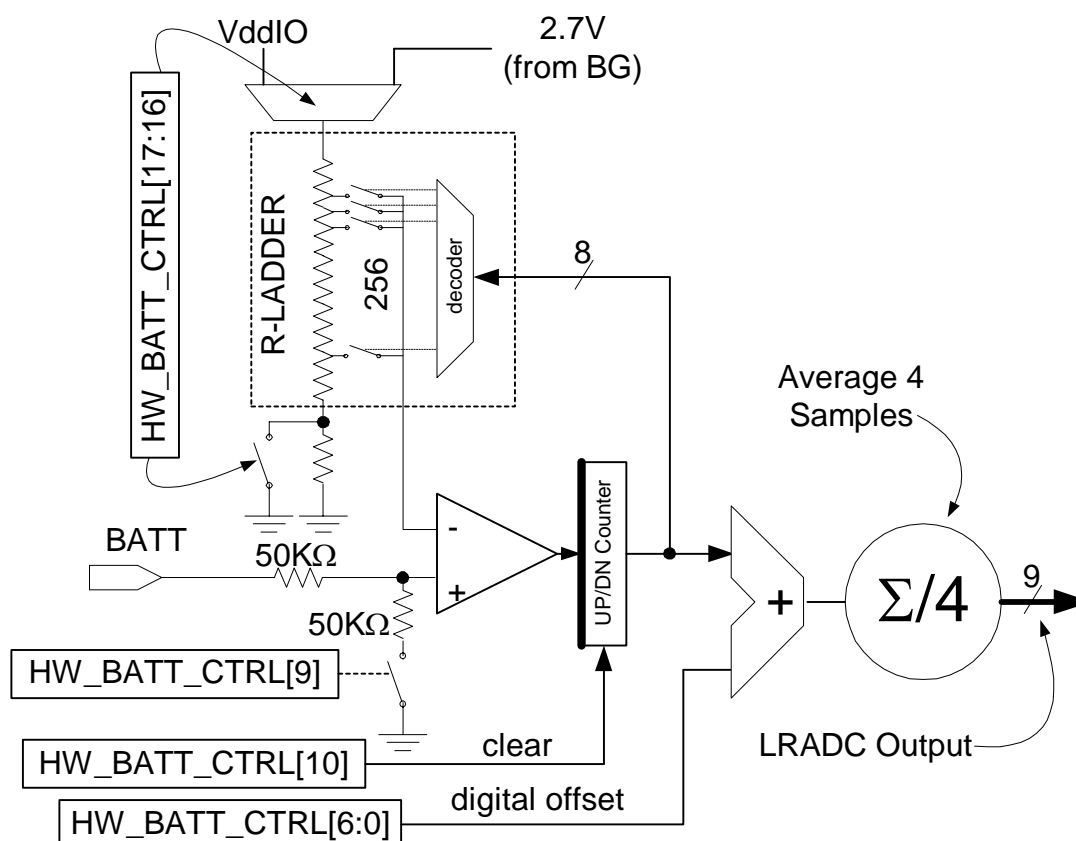 VddIO
2.7V
(from BG)
HW_BATT_CTRL[17:16]
R-LADDER
256
decoder
8
Average 4
Samples
BATT
50KΩ
50KΩ
-
+
UP/DN Counter
+
Σ/4
9
HW_BATT_CTRL[9]
HW_BATT_CTRL[10]
clear
LRADC Output
HW_BATT_CTRL[6:0]
digital offset